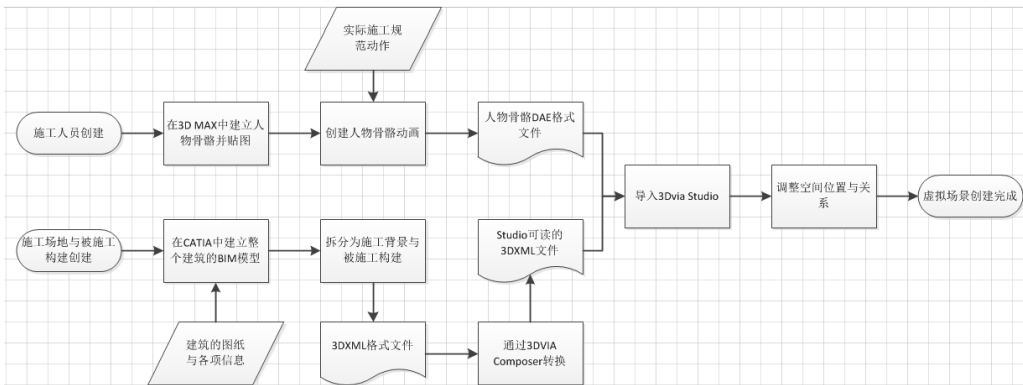 实际施工规
范动作
施工人员创建
在3D MAX中建立人
物骨骼并贴图
创建人物骨骼动画
人物骨骼DAE格式
文件
导入3Dvia Studio
调整空间位置与关
系
虚拟场景创建完成
施工场地与被施工
构建创建
在CATIA中建立整
个建筑的BIM模型
拆分为施工背景与
被施工构建
Studio可读的
3DXML文件
建筑的图纸
与各项信息
3DXML格式文件
通过3DVIA
Composer转换